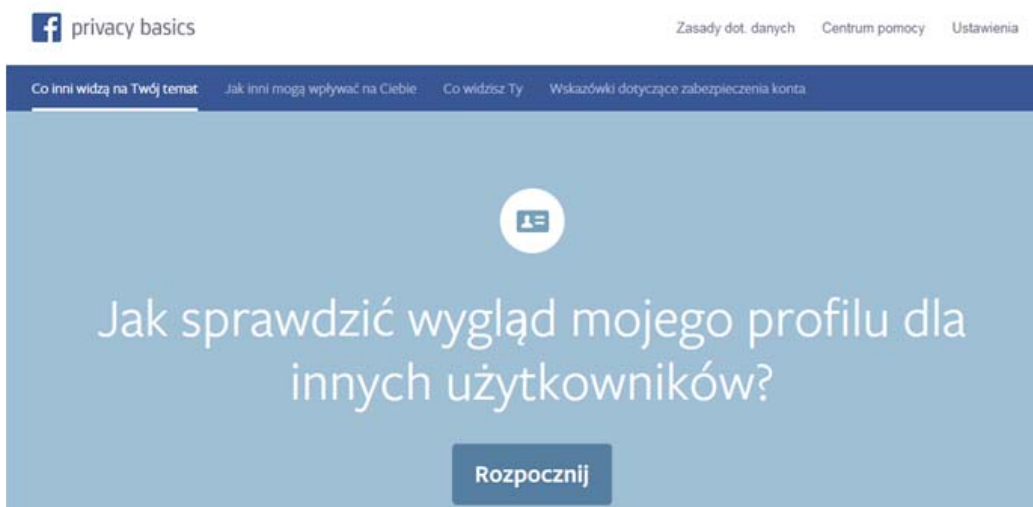 f privacy basics
Zasady dot. danych Centrum pomocy Ustawienia
Co inni widzą na Twój temat Jak inni mogą wpływać na Ciebie Co widzisz Ty Wskazówki dotyczące zabezpieczenia konta
Jak sprawdzić wygląd mojego profilu dla
innych użytkowników?
Rozpocznij